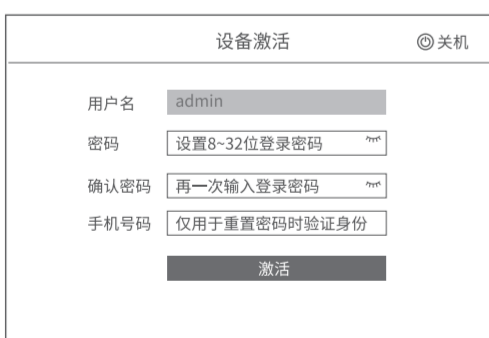 设备激活 关机
用户名 admin
密码 设置8~32位登录密码
确认密码 再一次输入登录密码
手机号码 仅用于重置密码时验证身份
激活